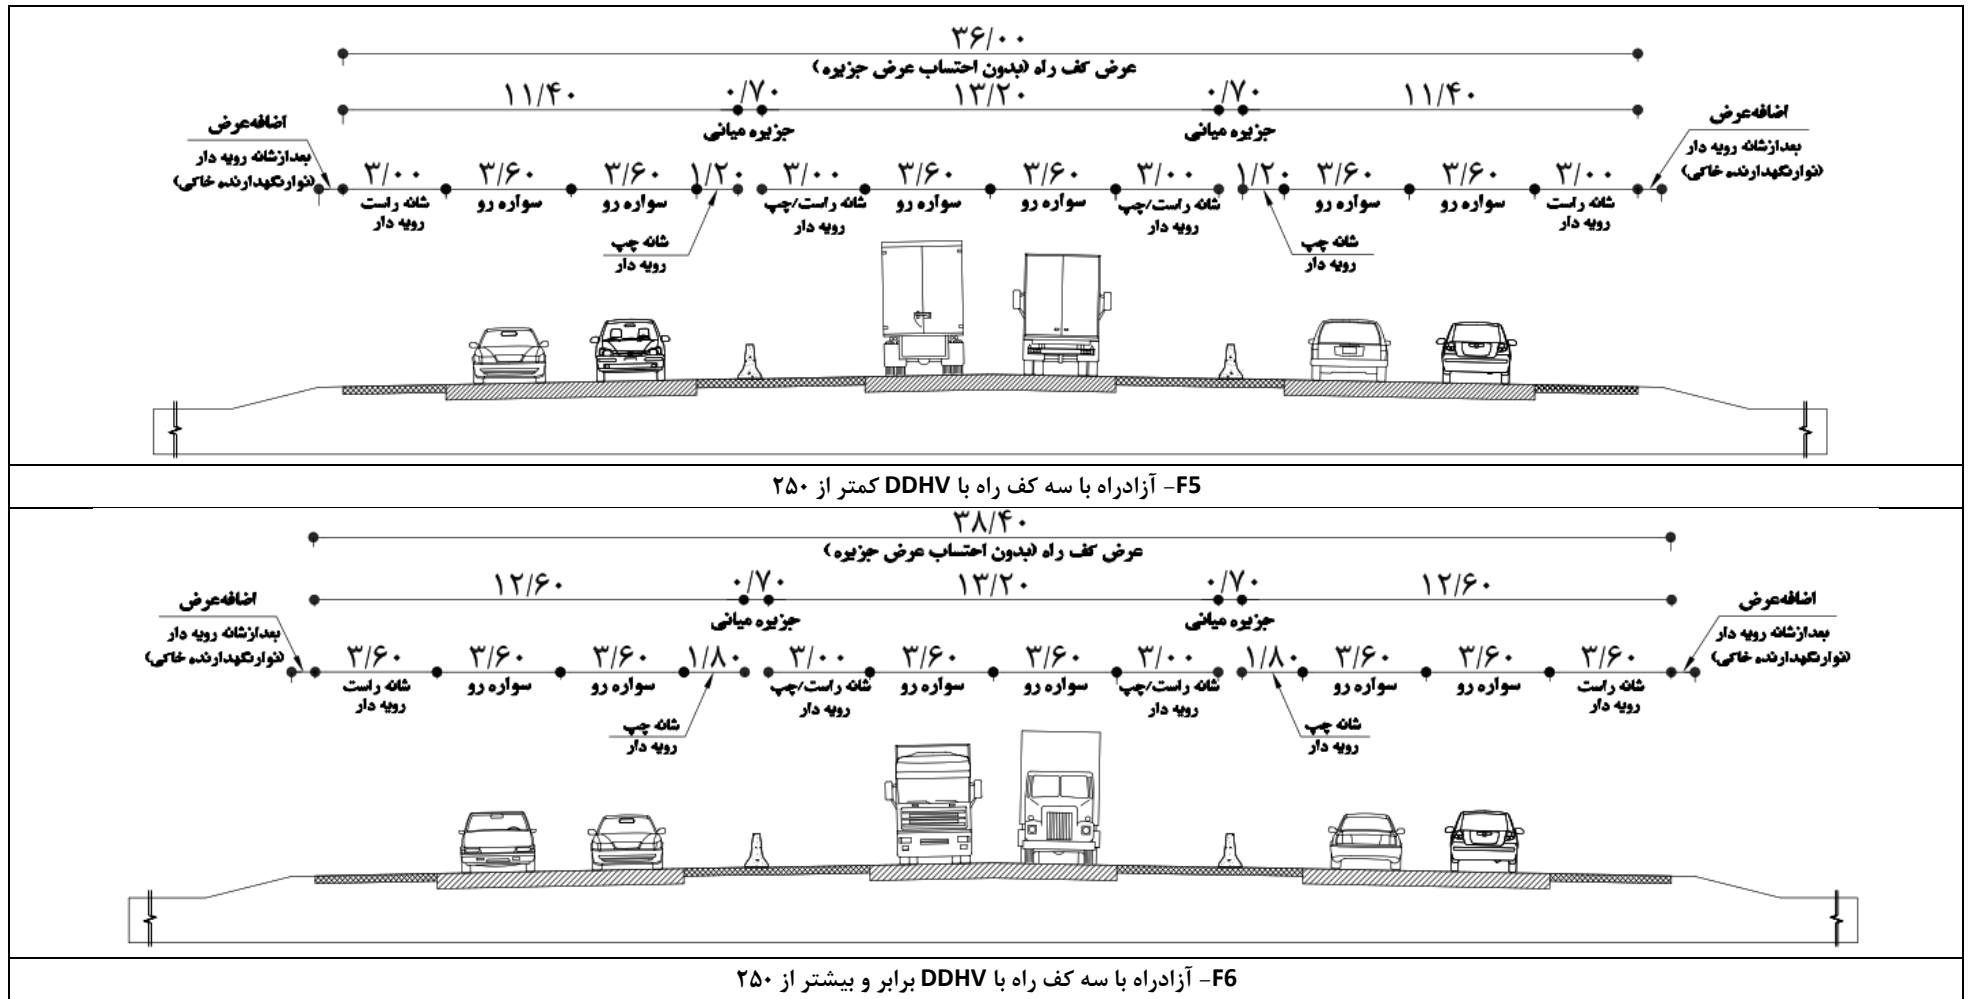 ۳۶/۰۰
عرض کف راه (بدون احتساب عرض جزیره)
۱۱/۴۰ ۰/۷۰ ۱۳/۲۰ ۰/۷۰ ۱۱/۴۰
اضافه‌عرض جزیره میانی جزیره میانی اضافه‌عرض
بعدازشانه رویه دار
(نوارنگهدارنده خاکی)
بعدازشانه رویه دار
(نوارنگهدارنده خاکی)
۳/۰۰ ۳/۶۰ ۳/۶۰ ۱/۲۰ ۳/۰۰ ۳/۶۰ ۳/۶۰ ۳/۰۰ ۱/۲۰ ۳/۶۰ ۳/۶۰ ۳/۰۰
شانه راست سواره رو سواره رو شانه راست/چپ سواره رو سواره رو شانه راست/چپ سواره رو سواره رو شانه راست
رویه دار رویه دار رویه دار رویه دار
شانه چپ شانه چپ
رویه دار رویه دار
F5- آزادراه با سه کف راه با DDHV کمتر از ۲۵۰
۳۸/۴۰
عرض کف راه (بدون احتساب عرض جزیره)
۱۲/۶۰ ۰/۷۰ ۱۳/۲۰ ۰/۷۰ ۱۲/۶۰
اضافه‌عرض جزیره میانی جزیره میانی اضافه‌عرض
بعدازشانه رویه دار
(نوارنگهدارنده خاکی)
بعدازشانه رویه دار
(نوارنگهدارنده خاکی)
۳/۶۰ ۳/۶۰ ۳/۶۰ ۱/۸۰ ۳/۰۰ ۳/۶۰ ۳/۶۰ ۳/۰۰ ۱/۸۰ ۳/۶۰ ۳/۶۰ ۳/۶۰
شانه راست سواره رو سواره رو شانه راست/چپ سواره رو سواره رو شانه راست/چپ سواره رو سواره رو شانه راست
رویه دار رویه دار رویه دار رویه دار
شانه چپ شانه چپ
رویه دار رویه دار
F6- آزادراه با سه کف راه با DDHV برابر و بیشتر از ۲۵۰